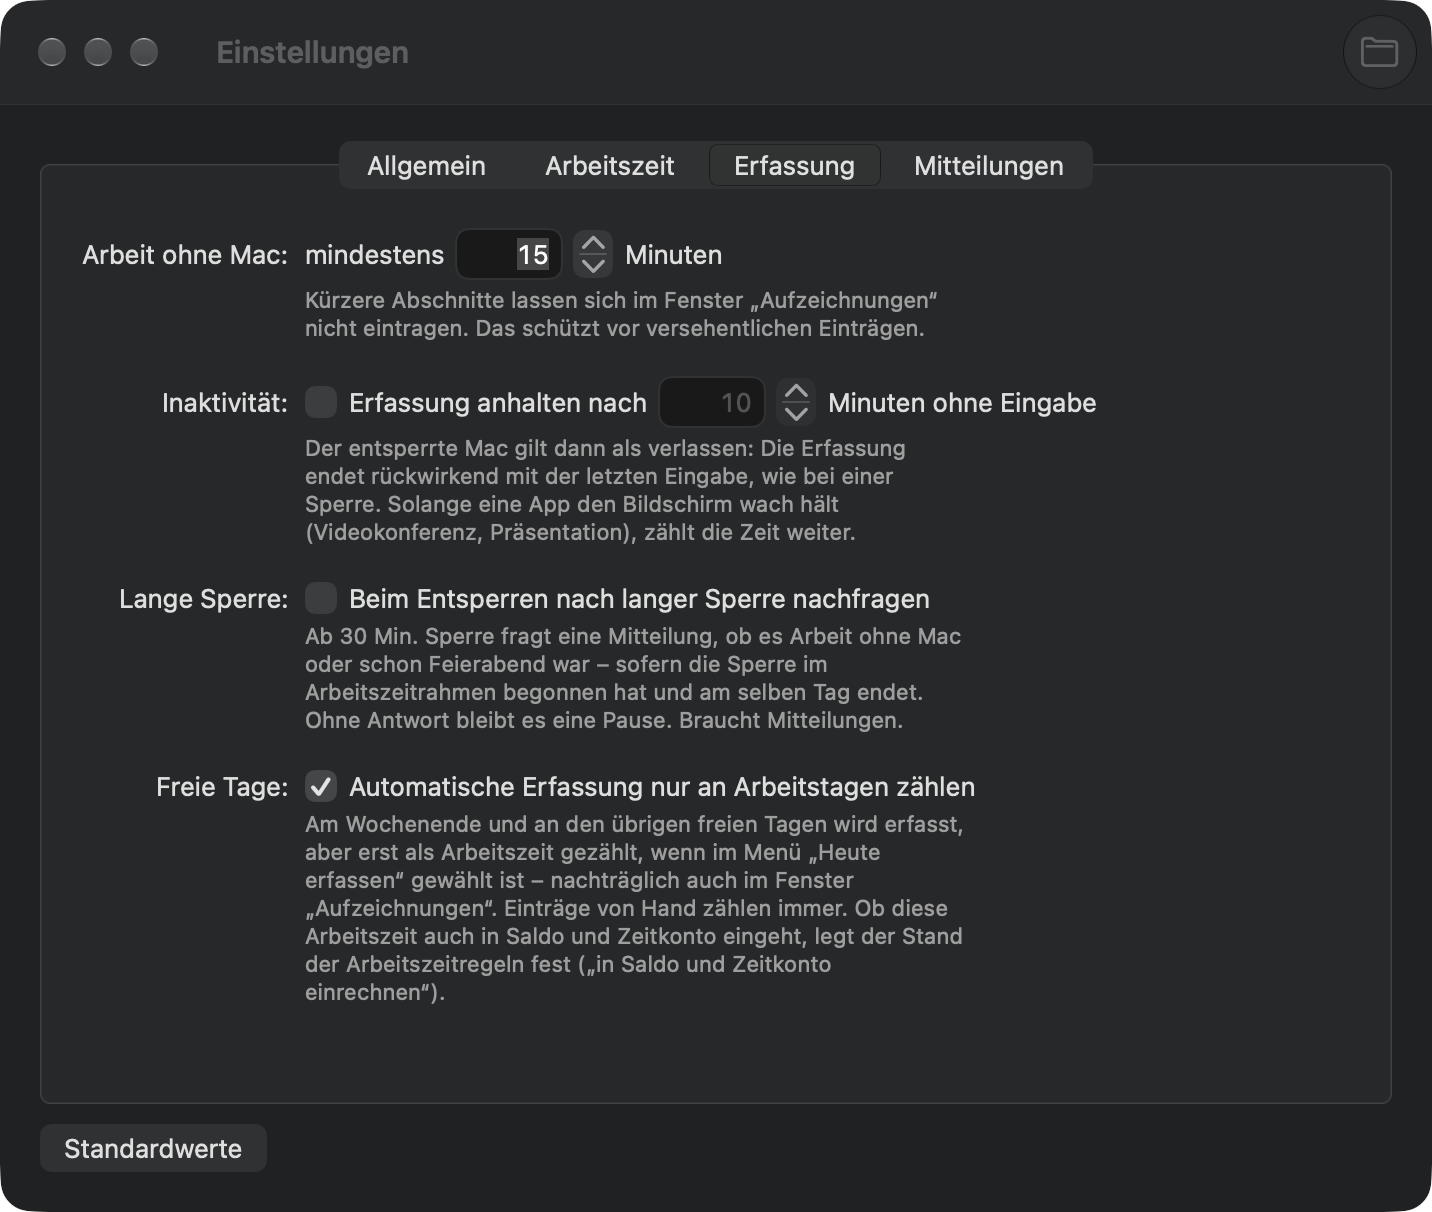 Einstellungen
Allgemein Arbeitszeit Erfassung Mitteilungen
Arbeit ohne Mac: mindestens 15 Minuten
Kürzere Abschnitte lassen sich im Fenster „Aufzeichnungen“
nicht eintragen. Das schützt vor versehentlichen Einträgen.
Inaktivität: Erfassung anhalten nach 10 Minuten ohne Eingabe
Der entsperrte Mac gilt dann als verlassen: Die Erfassung
endet rückwirkend mit der letzten Eingabe, wie bei einer
Sperre. Solange eine App den Bildschirm wach hält
(Videokonferenz, Präsentation), zählt die Zeit weiter.
Lange Sperre: Beim Entsperren nach langer Sperre nachfragen
Ab 30 Min. Sperre fragt eine Mitteilung, ob es Arbeit ohne Mac
oder schon Feierabend war – sofern die Sperre im
Arbeitszeitrahmen begonnen hat und am selben Tag endet.
Ohne Antwort bleibt es eine Pause. Braucht Mitteilungen.
Freie Tage: Automatische Erfassung nur an Arbeitstagen zählen
Am Wochenende und an den übrigen freien Tagen wird erfasst,
aber erst als Arbeitszeit gezählt, wenn im Menü „Heute
erfassen“ gewählt ist – nachträglich auch im Fenster
„Aufzeichnungen“. Einträge von Hand zählen immer. Ob diese
Arbeitszeit auch in Saldo und Zeitkonto eingeht, legt der Stand
der Arbeitszeitregeln fest („in Saldo und Zeitkonto
einrechnen“).
Standardwerte